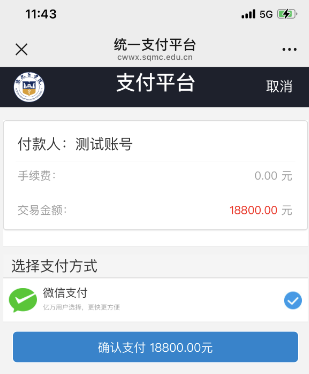 11:43
5G
统一支付平台
cwwx.sqmc.edu.cn
支付平台
取消
付款人：测试账号
手续费：
0.00 元
交易金额：
18800.00 元
选择支付方式
微信支付
亿万用户选择，更快更方便
确认支付 18800.00元